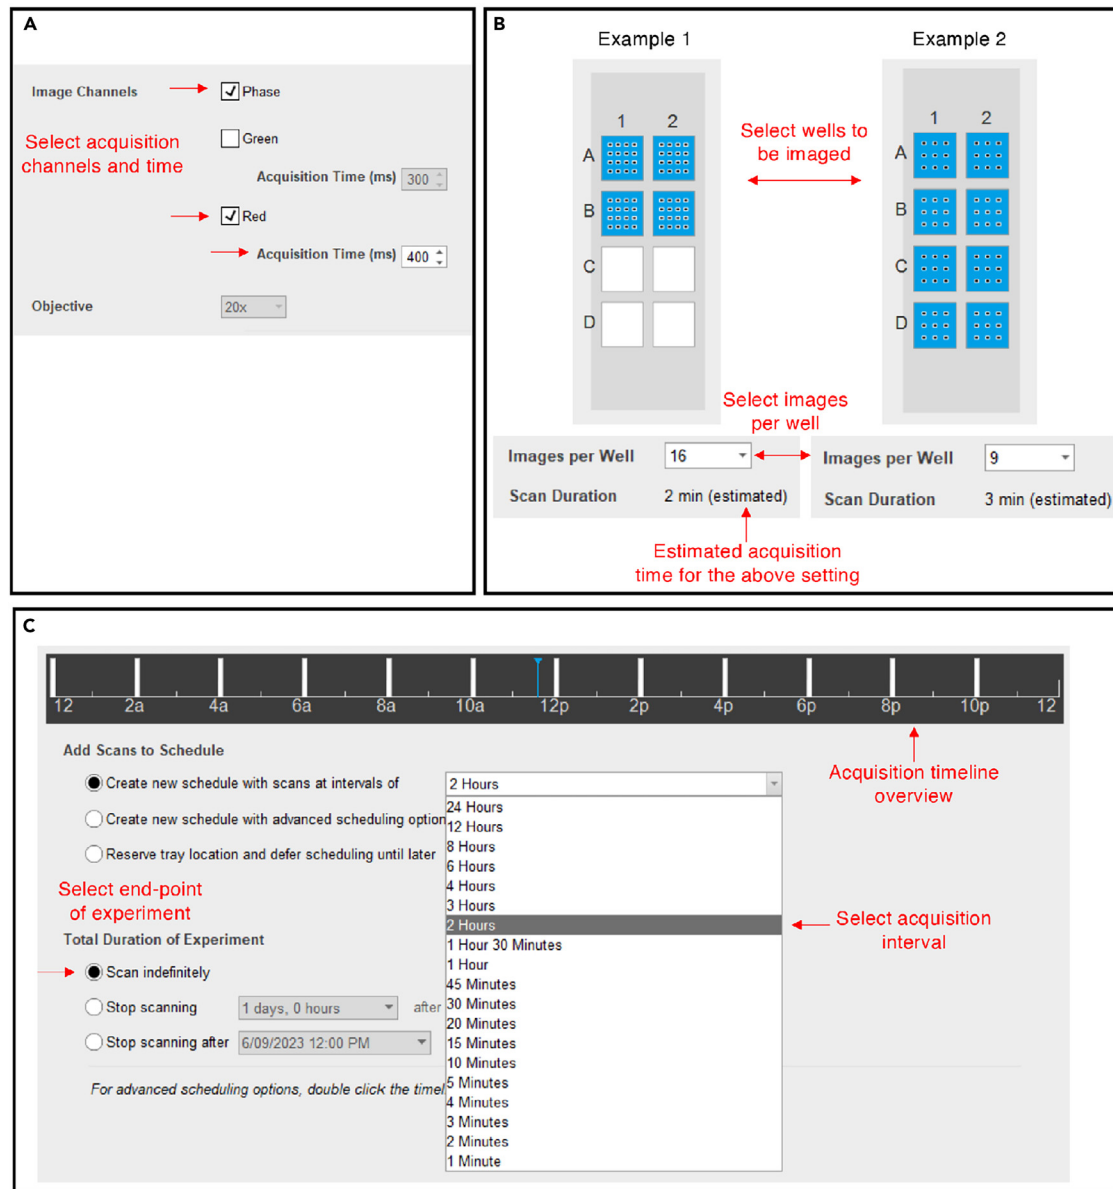 A
Image Channels
Phase
Select acquisition
channels and time
Green
Acquisition Time (ms) 300
Red
Acquisition Time (ms) 400
Objective
20x
B
Example 1
Example 2
1 2
A
B
C
D
Select wells to
be imaged
1 2
A
B
C
D
Select images
per well
Images per Well 16
Scan Duration 2 min (estimated)
Images per Well 9
Scan Duration 3 min (estimated)
Estimated acquisition
time for the above setting
C
12 2a 4a 6a 8a 10a 12p 2p 4p 6p 8p 10p 12
Acquisition timeline
overview
Add Scans to Schedule
Create new schedule with scans at intervals of
2 Hours
Create new schedule with advanced scheduling option
Reserve tray location and defer scheduling until later
24 Hours
12 Hours
8 Hours
6 Hours
4 Hours
3 Hours
2 Hours
1 Hour 30 Minutes
1 Hour
45 Minutes
30 Minutes
20 Minutes
15 Minutes
10 Minutes
5 Minutes
4 Minutes
3 Minutes
2 Minutes
1 Minute
Select acquisition
interval
Select end-point
of experiment
Total Duration of Experiment
Scan indefinitely
Stop scanning 1 days, 0 hours after
Stop scanning after 6/09/2023 12:00 PM
For advanced scheduling options, double click the timel